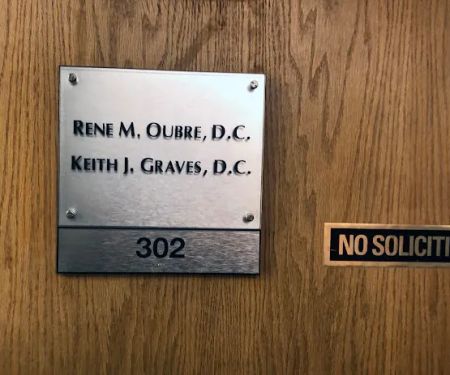 RENE M. OUBRE, D.C.
KEITH J. GRAVES, D.C.
302
NO SOLICITI